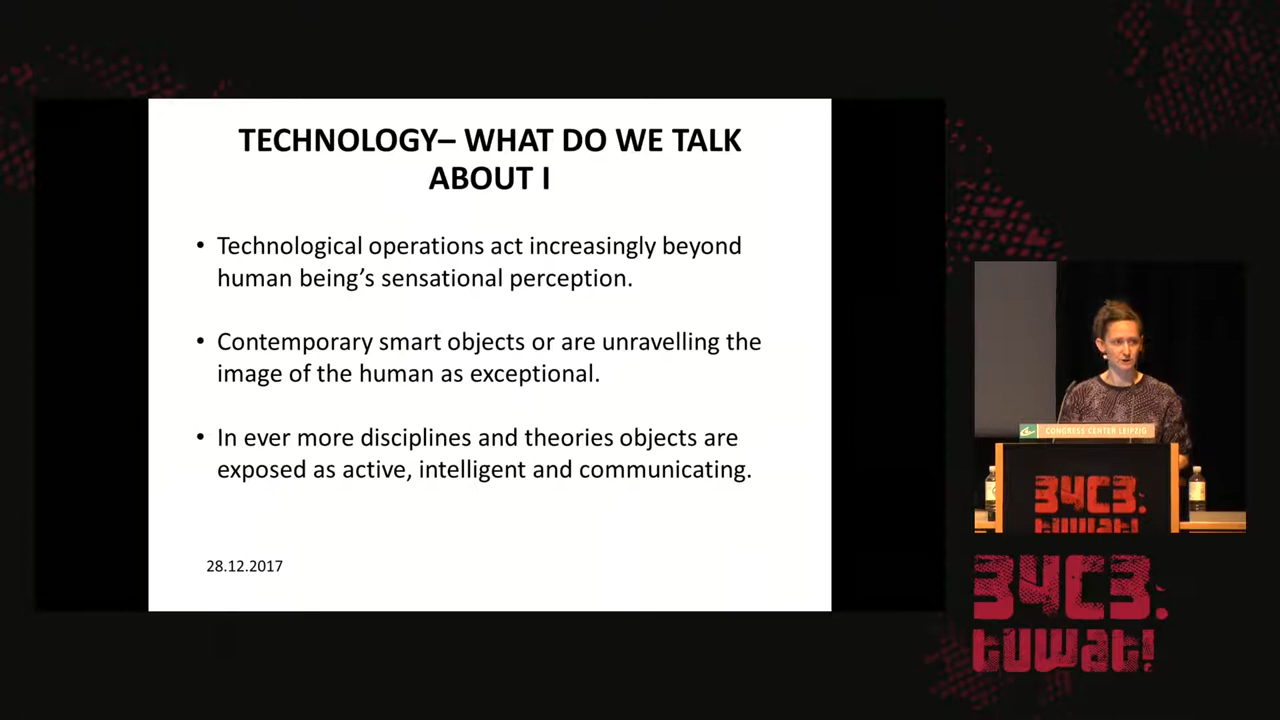 TECHNOLOGY– WHAT DO WE TALK
ABOUT I
• Technological operations act increasingly beyond
human being’s sensational perception.
• Contemporary smart objects or are unravelling the
image of the human as exceptional.
• In ever more disciplines and theories objects are
exposed as active, intelligent and communicating.
28.12.2017
CONGRESS CENTER LEIPZIG
34C3.
tuwat!
34C3.
tuwat!